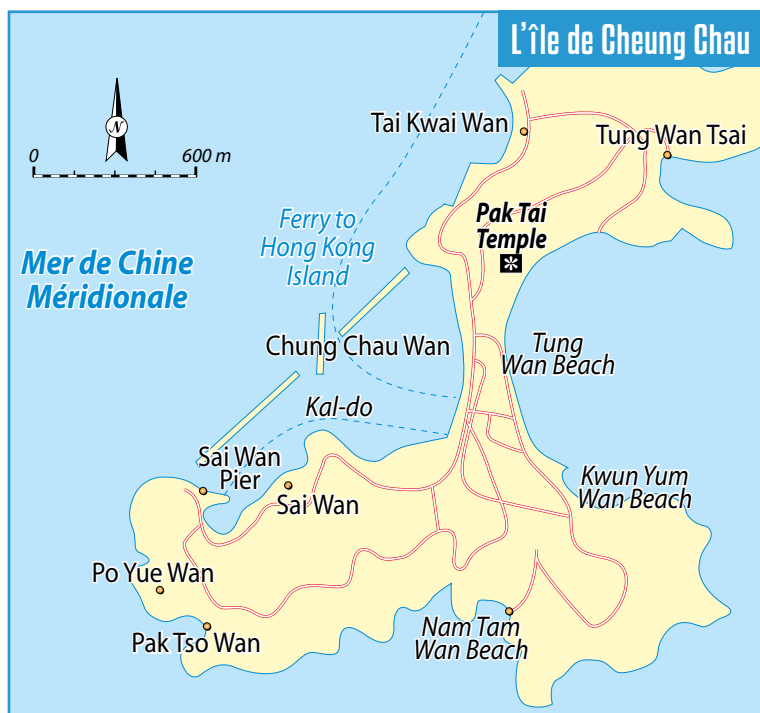 L'île de Cheung Chau
Tai Kwai Wan
Tung Wan Tsai
N
0 600 m
Pak Tai
Temple
Ferry to
Hong Kong
Island
Mer de Chine
Méridionale
Chung Chau Wan
Tung
Wan Beach
Kal-do
Sai Wan
Pier
Sai Wan
Kwun Yum
Wan Beach
Po Yue Wan
Pak Tso Wan
Nam Tam
Wan Beach